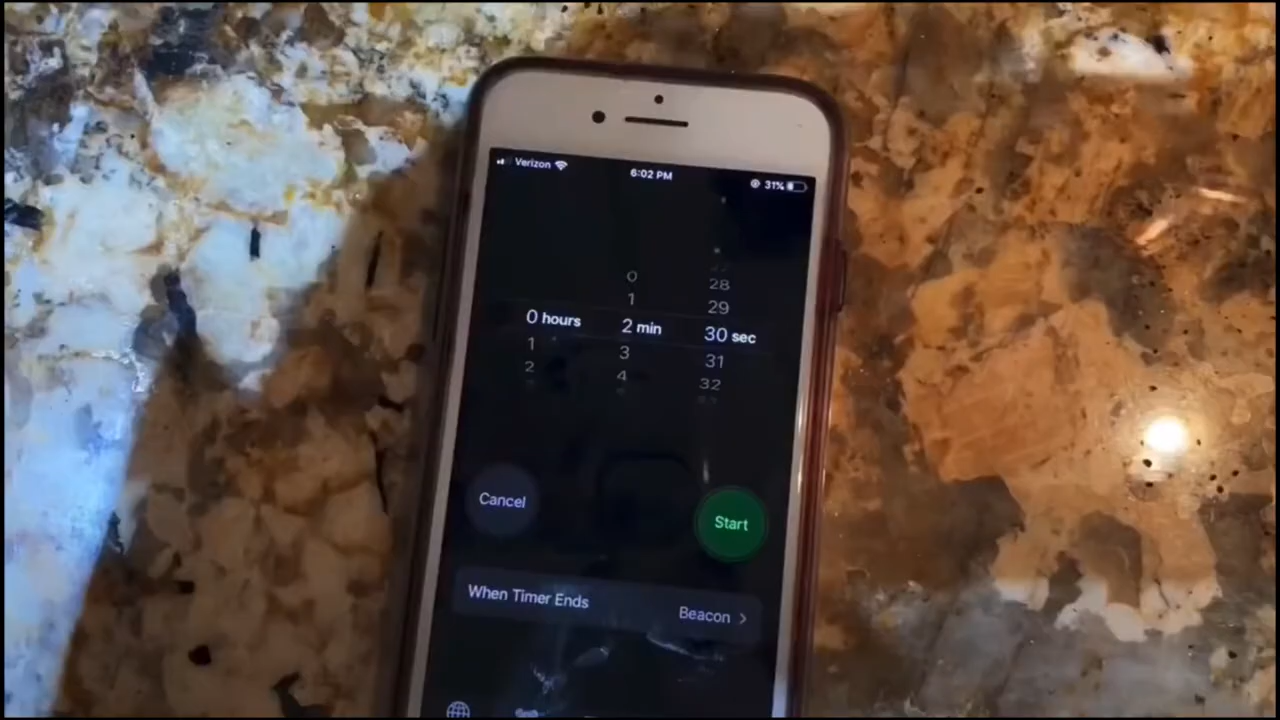 Verizon 6:02 PM 31%
0 28
1 29
0 hours 2 min 30 sec
1 3 31
2 4 32
Cancel Start
When Timer Ends Beacon >